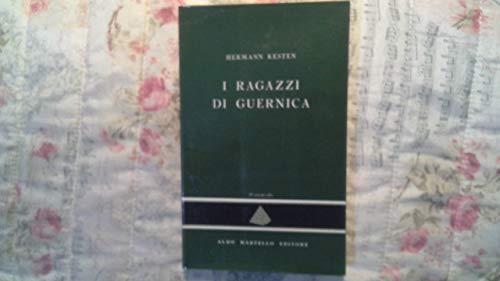 HERMANN KESTEN
I RAGAZZI
DI GUERNICA
ALDO MARTELLO EDITORE